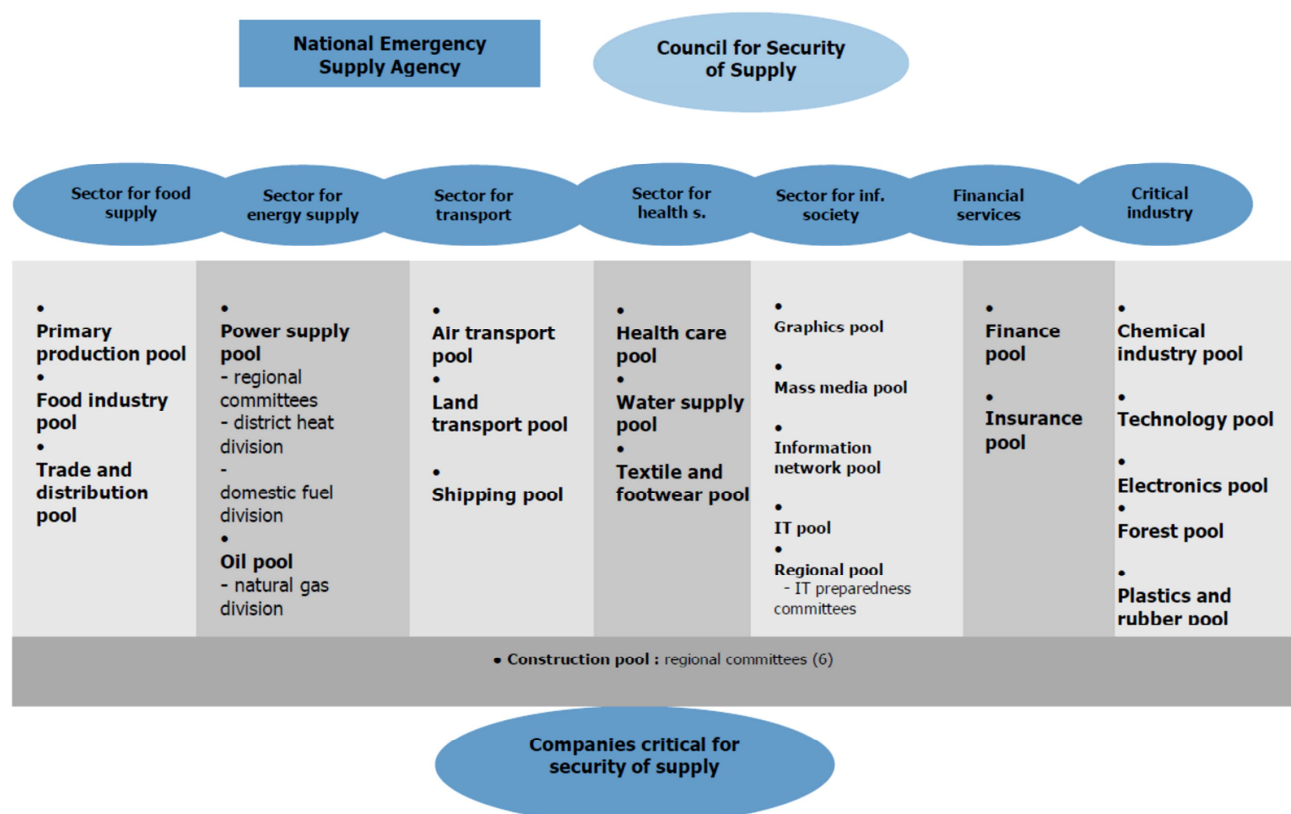 National Emergency
Supply Agency
Council for Security
of Supply
Sector for food
supply
Sector for
energy supply
Sector for
transport
Sector for
health s.
Sector for inf.
society
Financial
services
Critical
industry
•
Primary
production pool
•
Food industry
pool
•
Trade and
distribution
pool
•
Power supply
pool
- regional
committees
- district heat
division
-
domestic fuel
division
•
Oil pool
- natural gas
division
•
Air transport
pool
•
Land
transport pool
•
Shipping pool
•
Health care
pool
•
Water supply
pool
•
Textile and
footwear pool
•
Graphics pool
•
Mass media pool
•
Information
network pool
•
IT pool
•
Regional pool
- IT preparedness
committees
•
Finance
pool
•
Insurance
pool
•
Chemical
industry pool
•
Technology pool
•
Electronics pool
•
Forest pool
•
Plastics and
rubber pool
• Construction pool : regional committees (6)
Companies critical for
security of supply